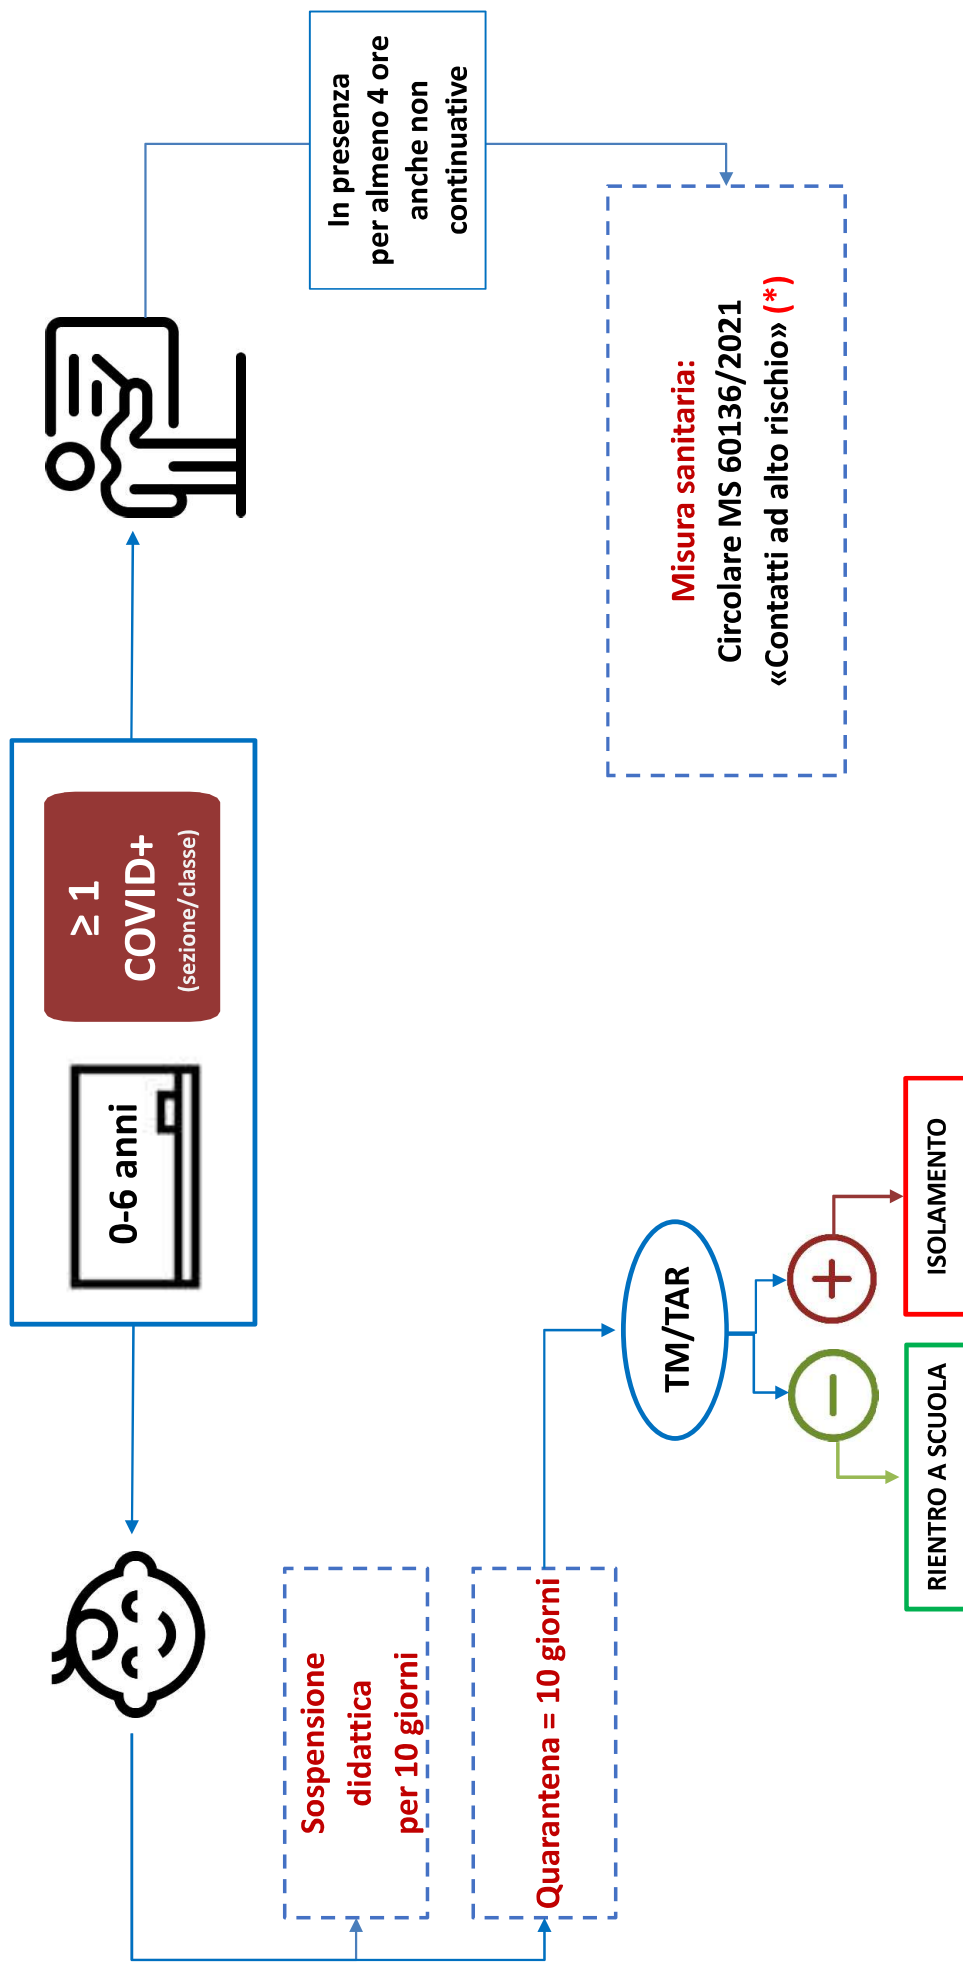 0-6 anni
≥ 1
COVID+
(sezione/classe)
Sospensione
didattica
per 10 giorni
Quarantena = 10 giorni
TM/TAR
RIENTRO A SCUOLA
ISOLAMENTO
In presenza
per almeno 4 ore
anche non
continuative
Misura sanitaria:
Circolare MS 60136/2021
«Contatti ad alto rischio» (*)